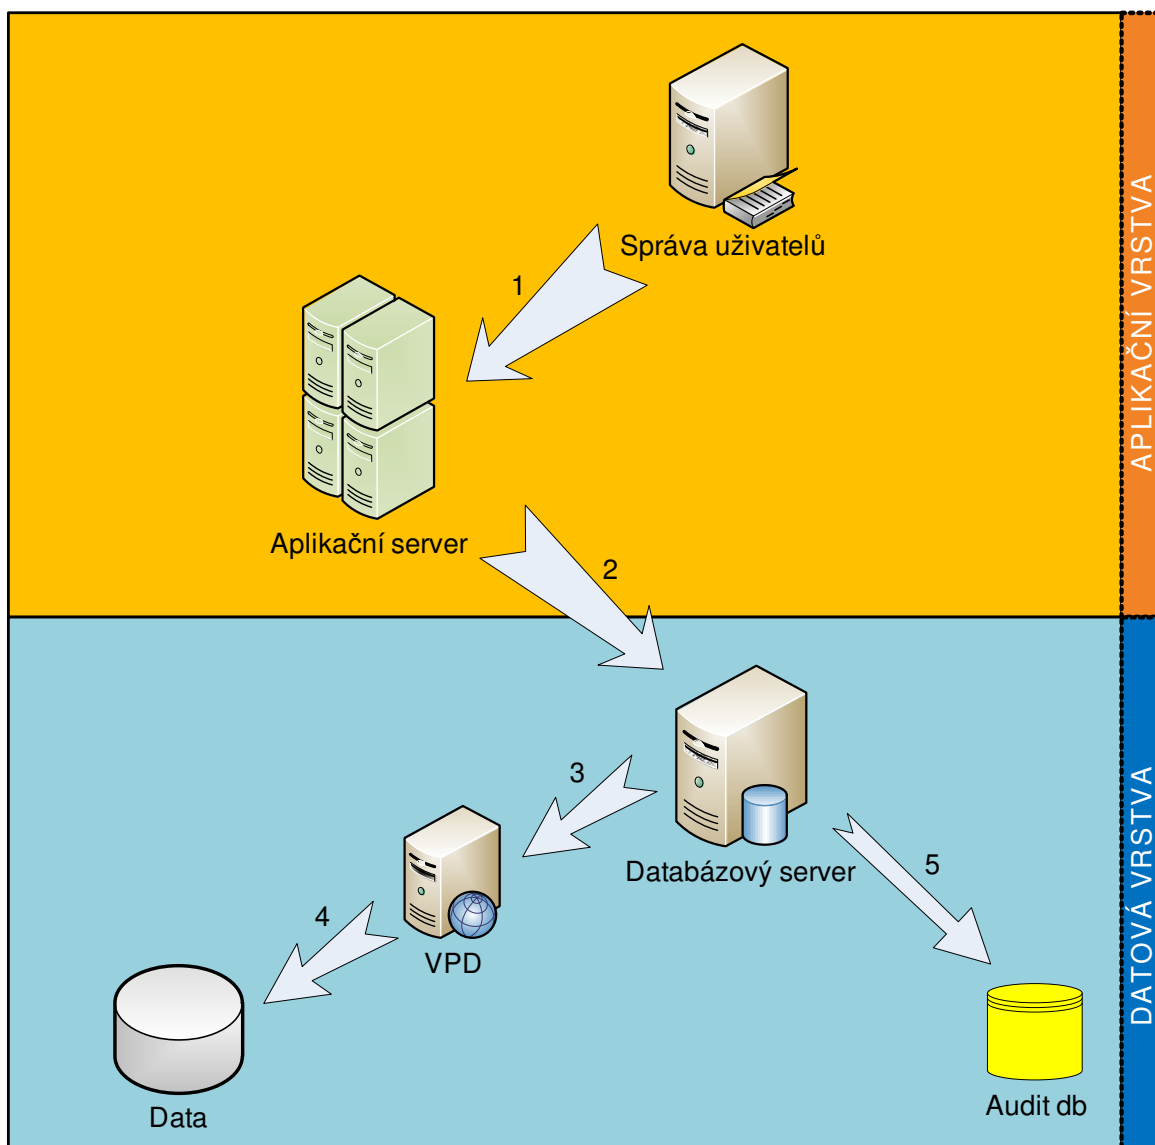 Správa uživatelů
1
Aplikační server
2
APLIKAČNÍ VRSTVA
3
Databázový server
5
4
VPD
Data
Audit db
DATOVÁ VRSTVA